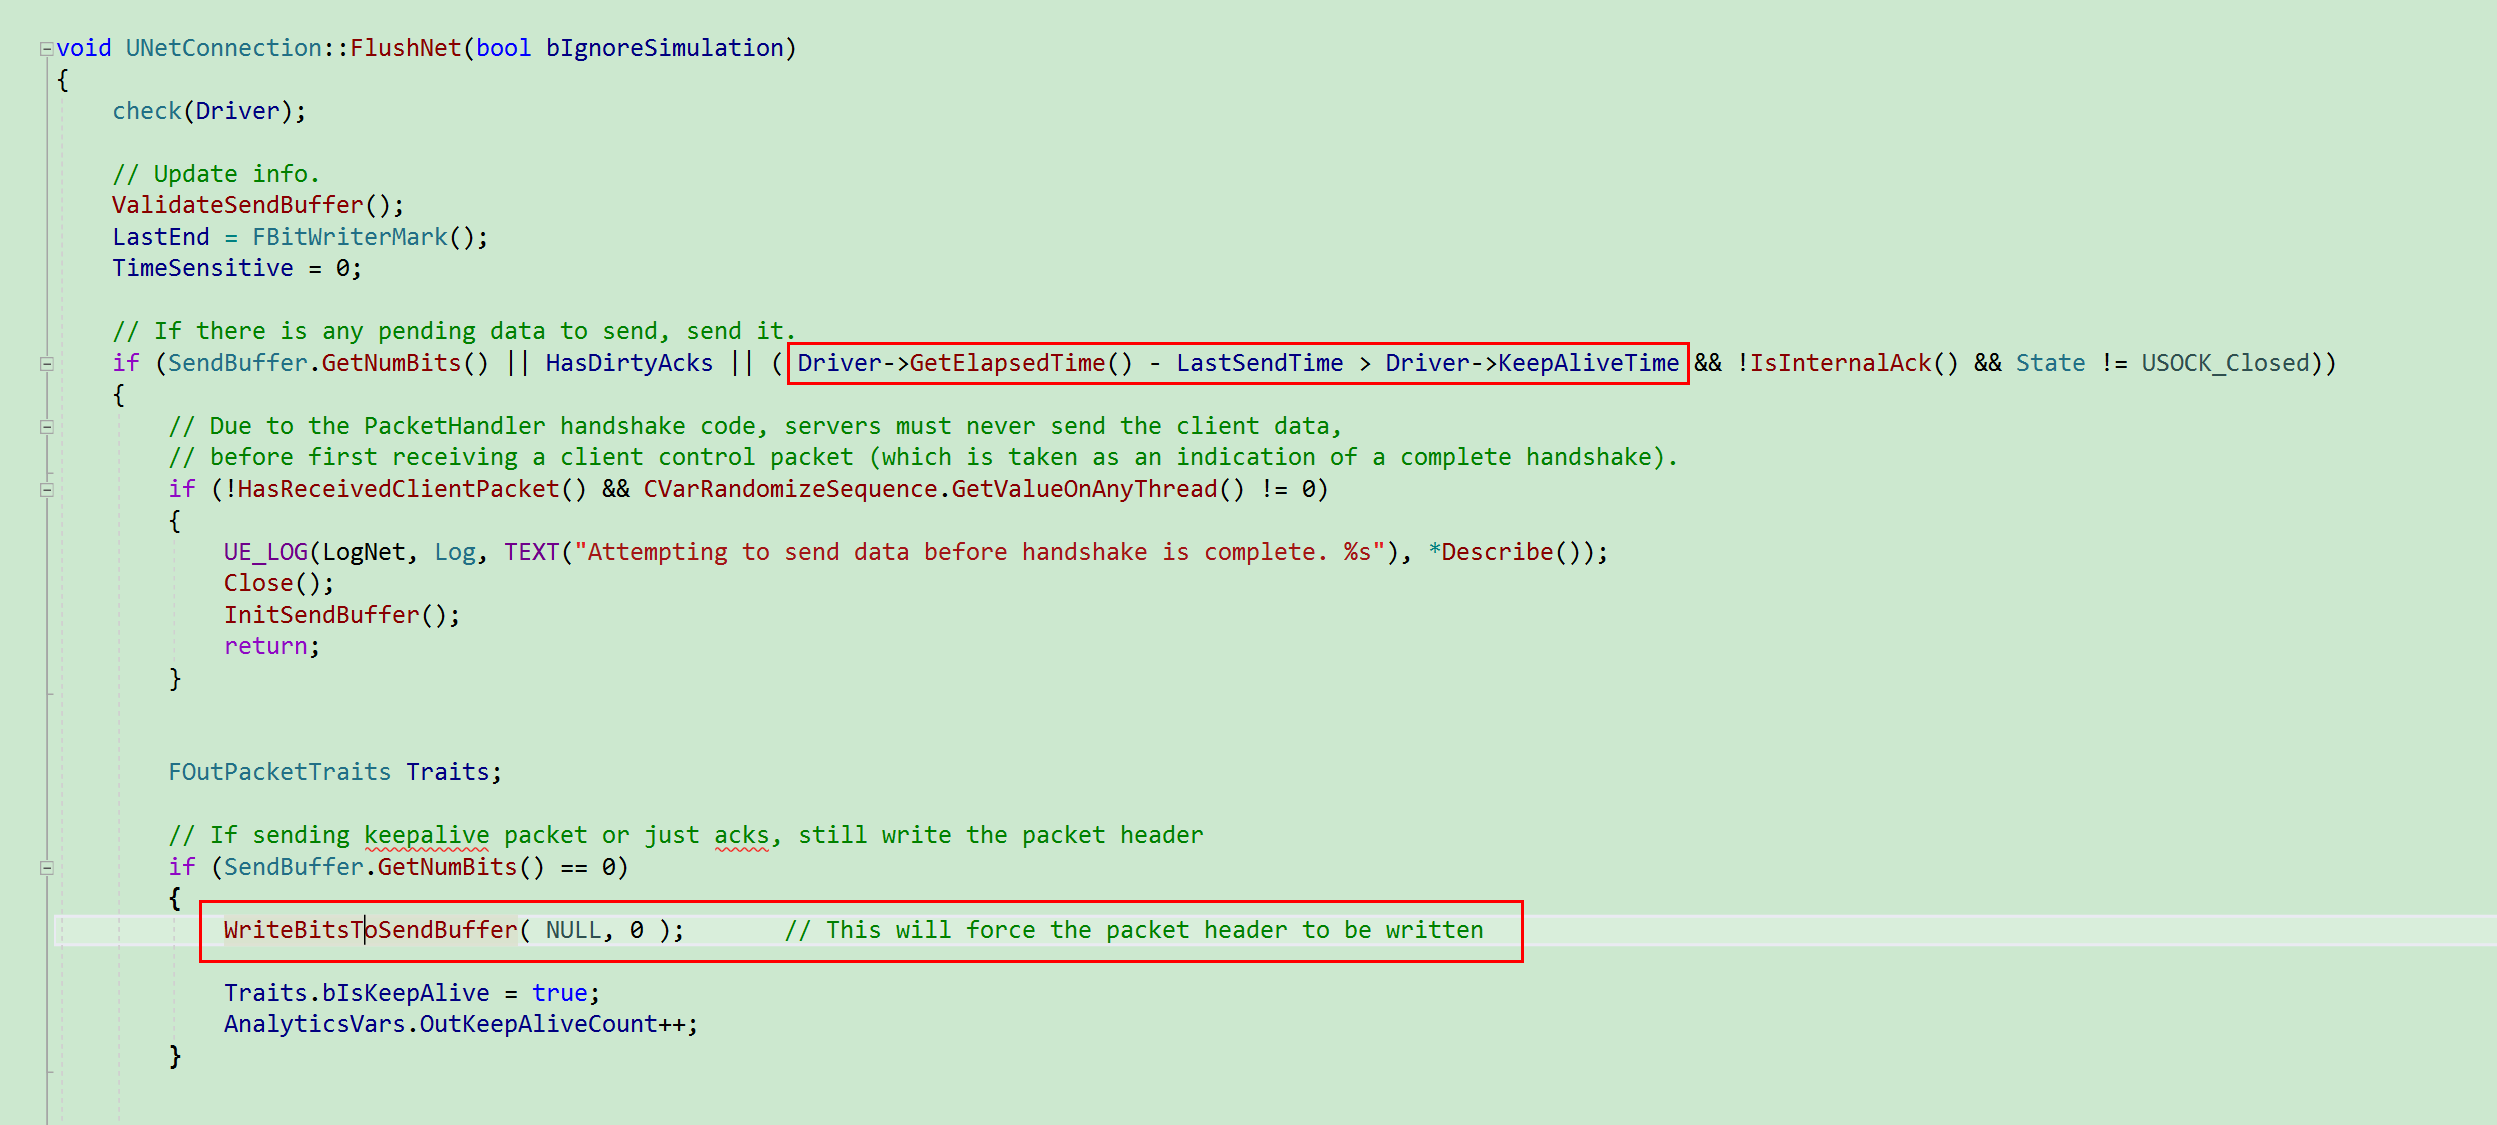 void UNetConnection::FlushNet(bool bIgnoreSimulation)
{
check(Driver);
// Update info.
ValidateSendBuffer();
LastEnd = FBitWriterMark();
TimeSensitive = 0;
// If there is any pending data to send, send it.
if (SendBuffer.GetNumBits() || HasDirtyAcks || ( Driver->GetElapsedTime() - LastSendTime > Driver->KeepAliveTime && !IsInternalAck() && State != USOCK_Closed))
{
// Due to the PacketHandler handshake code, servers must never send the client data,
// before first receiving a client control packet (which is taken as an indication of a complete handshake).
if (!HasReceivedClientPacket() && CVarRandomizeSequence.GetValueOnAnyThread() != 0)
{
UE_LOG(LogNet, Log, TEXT("Attempting to send data before handshake is complete. %s"), *Describe());
Close();
InitSendBuffer();
return;
}
FOutPacketTraits Traits;
// If sending keepalive packet or just acks, still write the packet header
if (SendBuffer.GetNumBits() == 0)
{
WriteBitsToSendBuffer( NULL, 0 ); // This will force the packet header to be written
Traits.bIsKeepAlive = true;
AnalyticsVars.OutKeepAliveCount++;
}